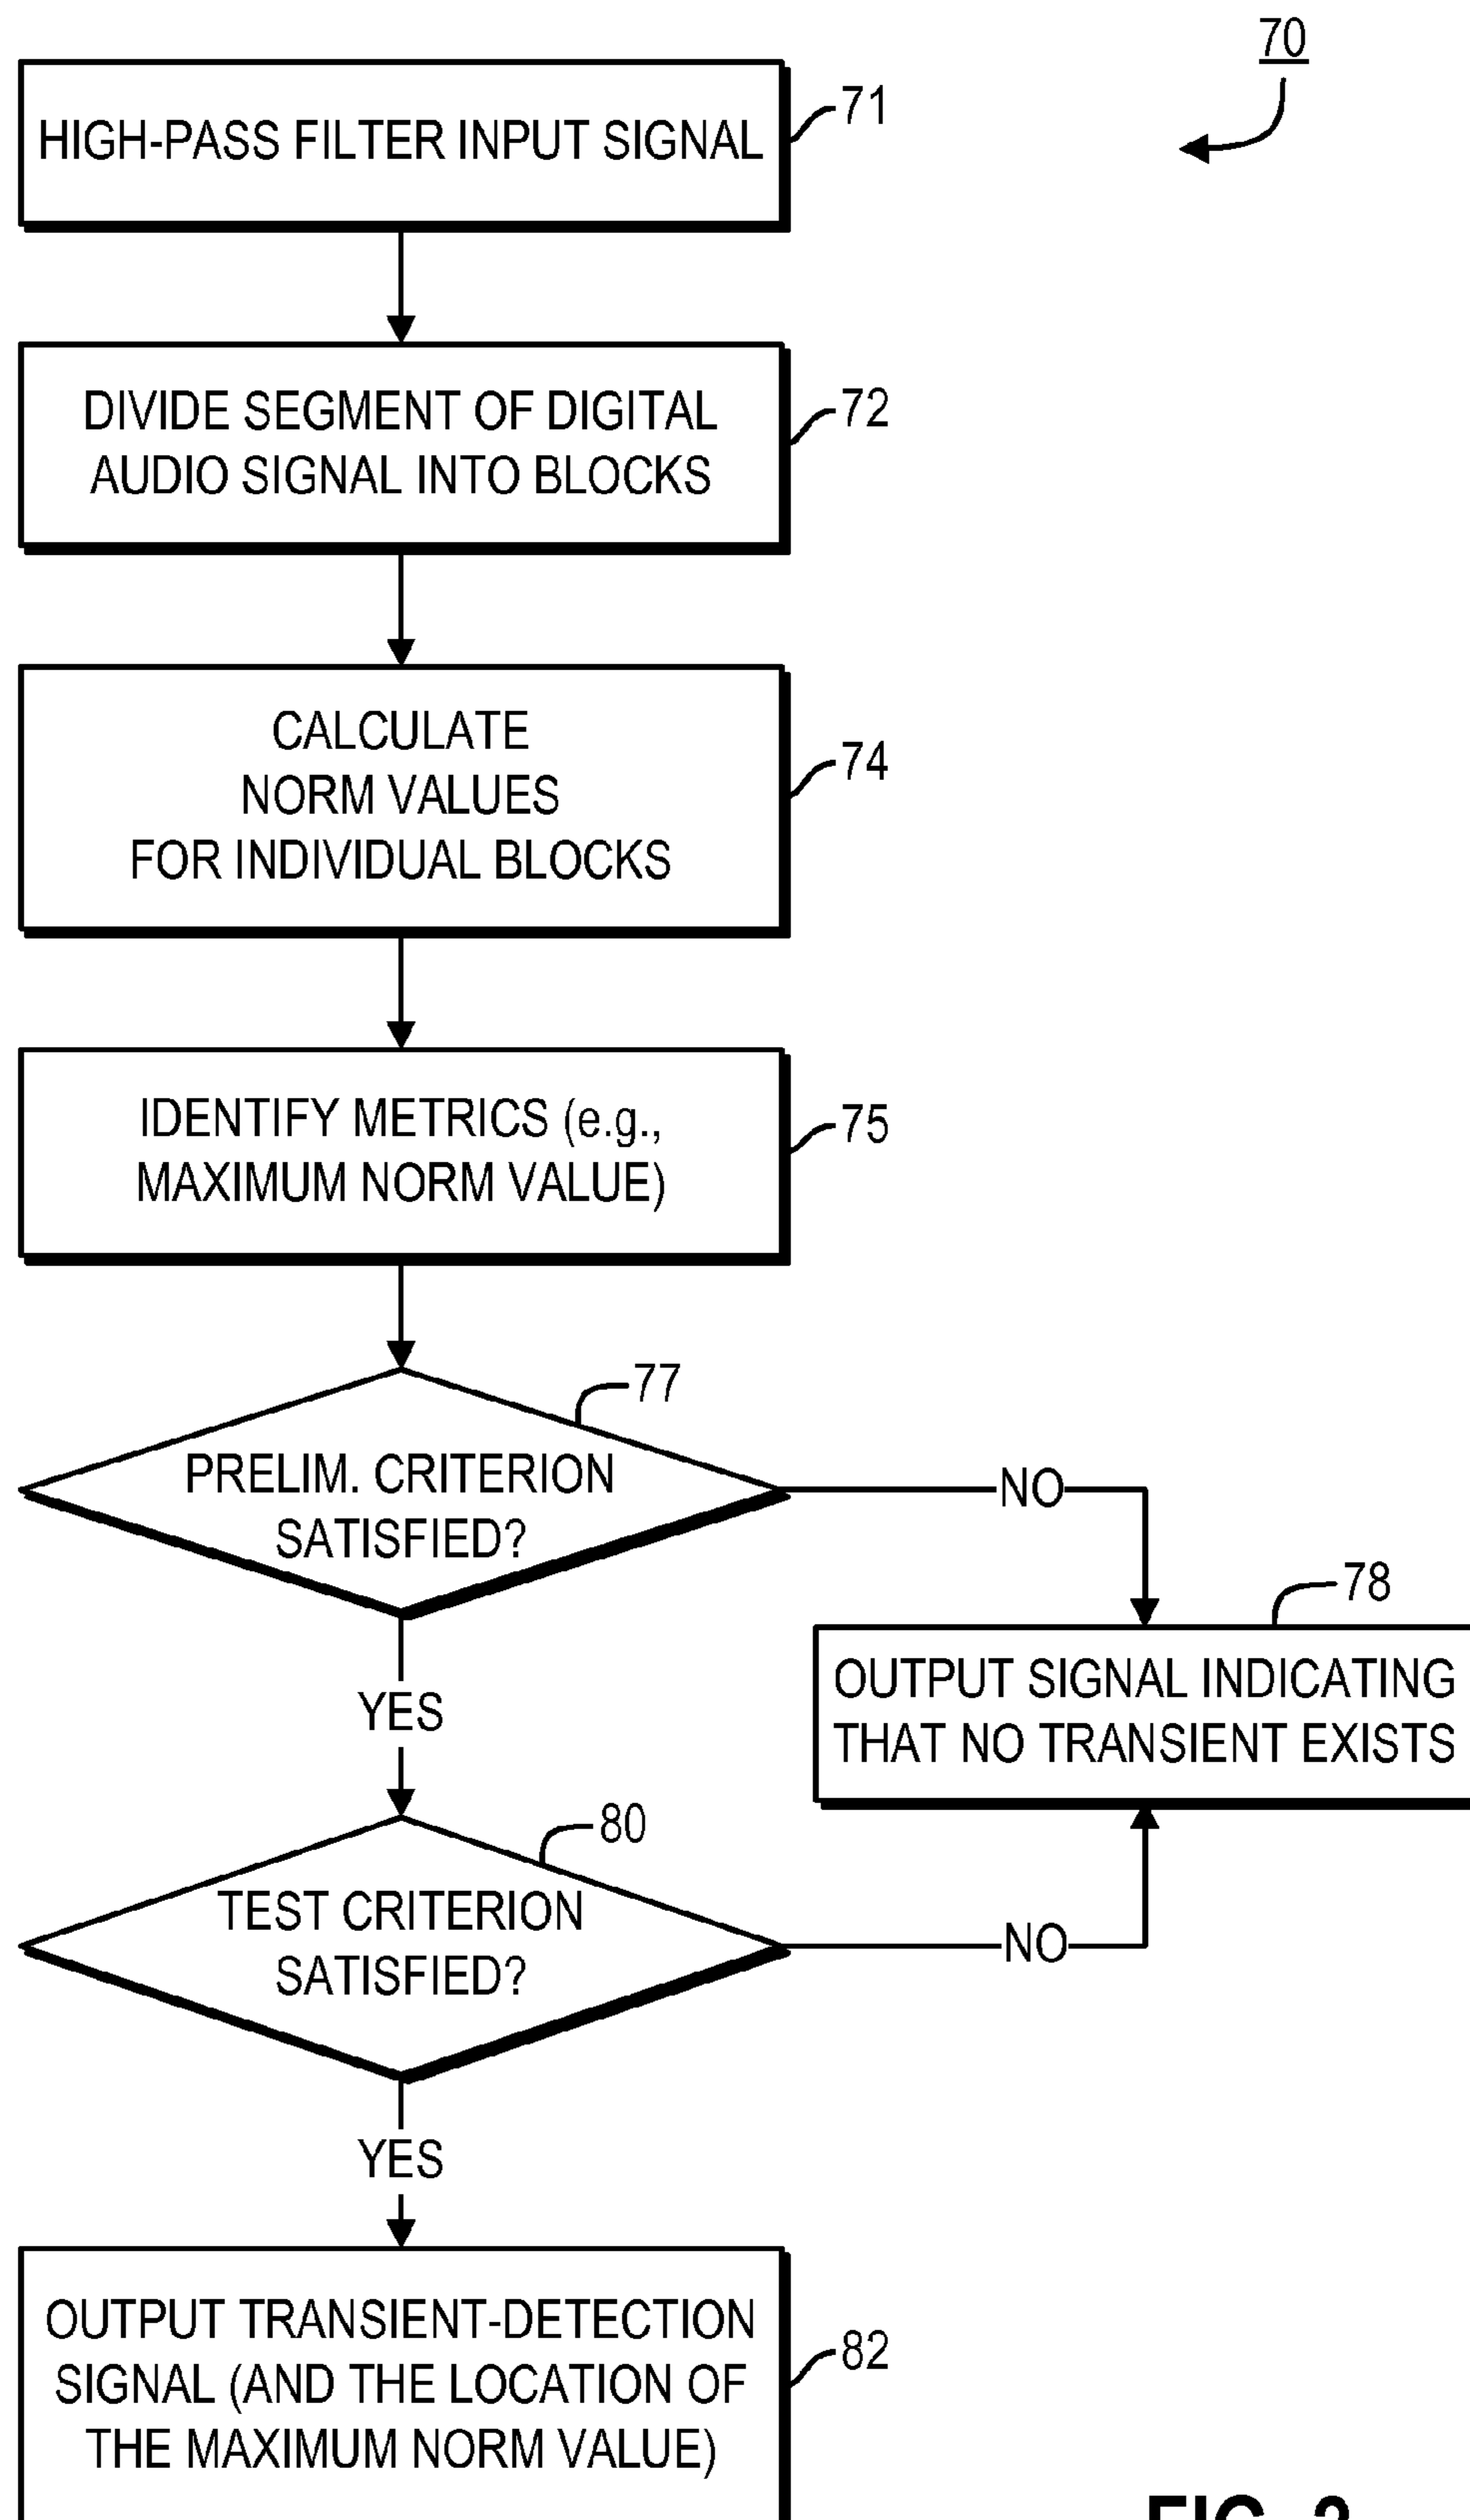 70
HIGH-PASS FILTER INPUT SIGNAL
71
DIVIDE SEGMENT OF DIGITAL
AUDIO SIGNAL INTO BLOCKS
72
CALCULATE
NORM VALUES
FOR INDIVIDUAL BLOCKS
74
IDENTIFY METRICS (e.g.,
MAXIMUM NORM VALUE)
75
77
PRELIM. CRITERION
SATISFIED?
NO
YES
78
OUTPUT SIGNAL INDICATING
THAT NO TRANSIENT EXISTS
80
TEST CRITERION
SATISFIED?
NO
YES
OUTPUT TRANSIENT-DETECTION
SIGNAL (AND THE LOCATION OF
THE MAXIMUM NORM VALUE)
82
FIG.